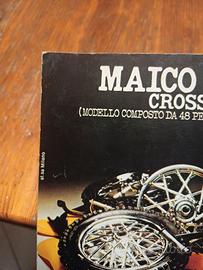 MAICO
CROSS
(MODELLO COMPOSTO DA 48 PE